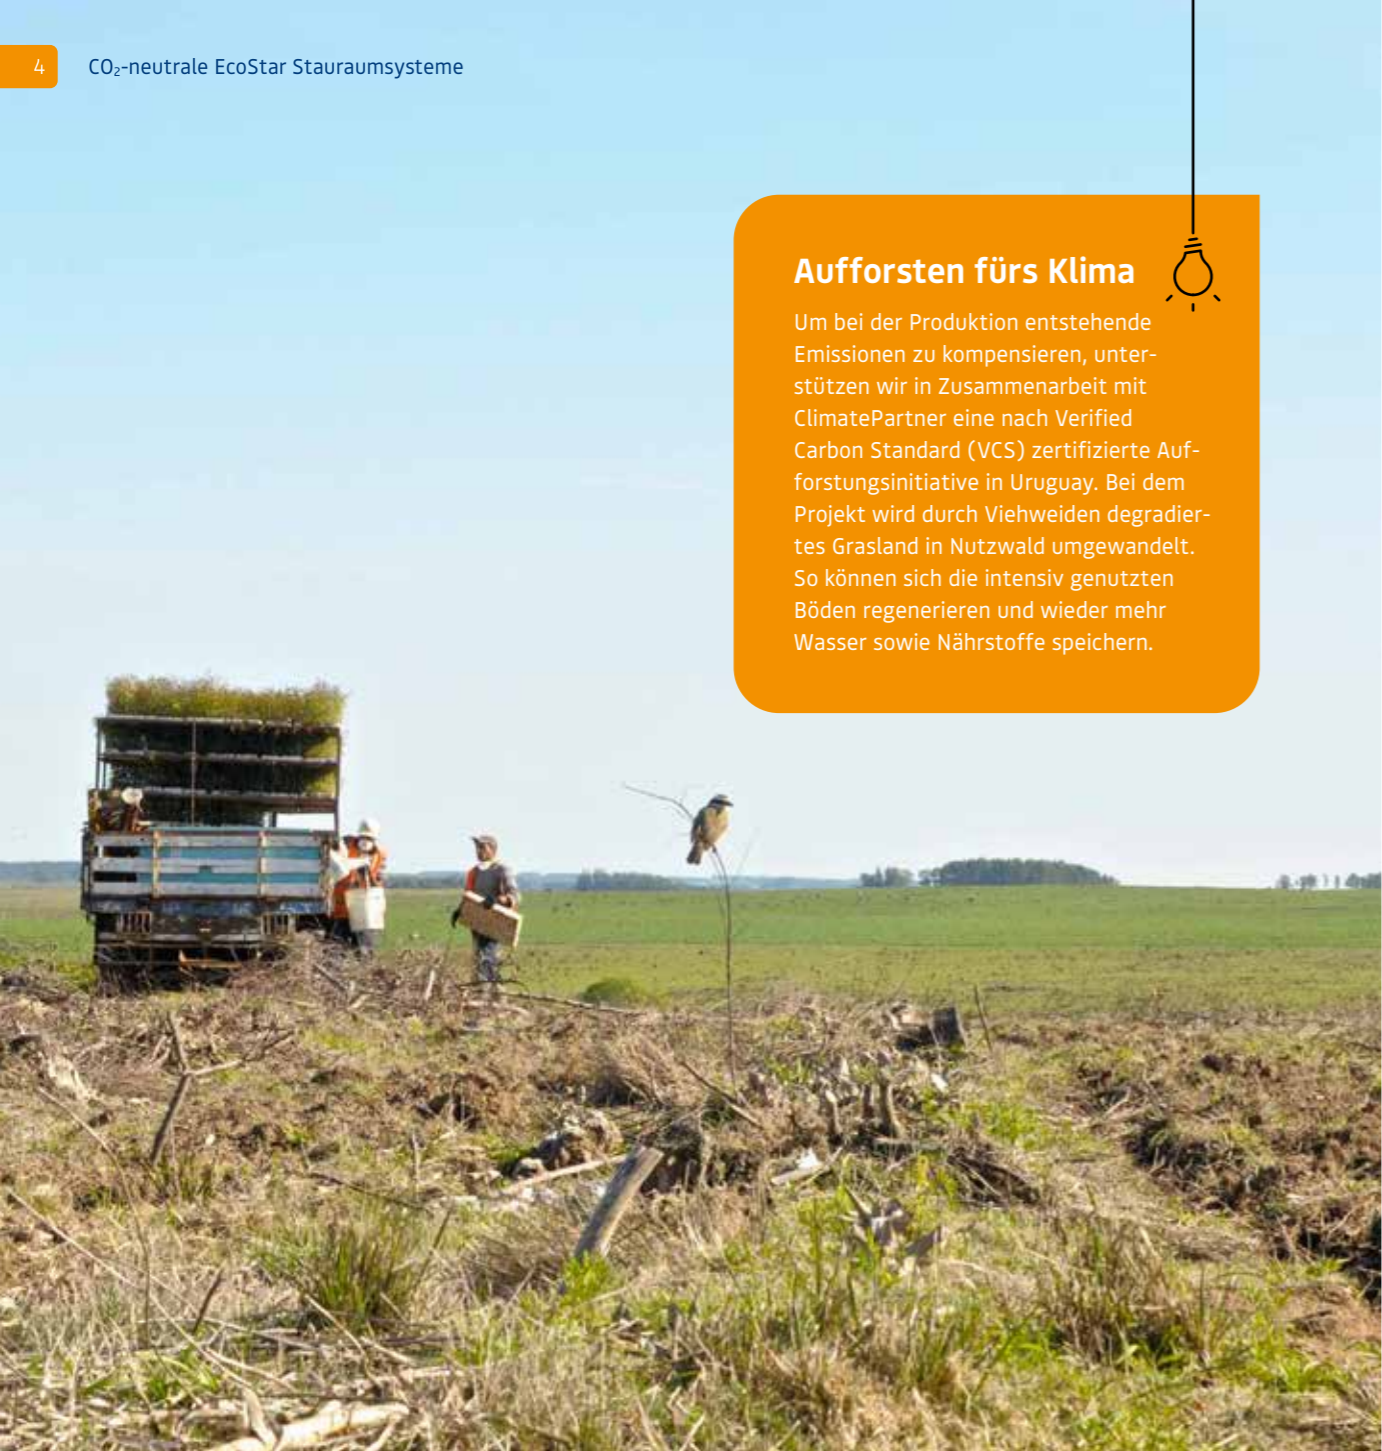 4
CO₂-neutrale EcoStar Stauraumsysteme
Aufforsten fürs Klima
Um bei der Produktion entstehende
Emissionen zu kompensieren, unter-
stützen wir in Zusammenarbeit mit
ClimatePartner eine nach Verified
Carbon Standard (VCS) zertifizierte Auf-
forstungsinitiative in Uruguay. Bei dem
Projekt wird durch Viehweiden degradier-
tes Grasland in Nutzwald umgewandelt.
So können sich die intensiv genutzten
Böden regenerieren und wieder mehr
Wasser sowie Nährstoffe speichern.